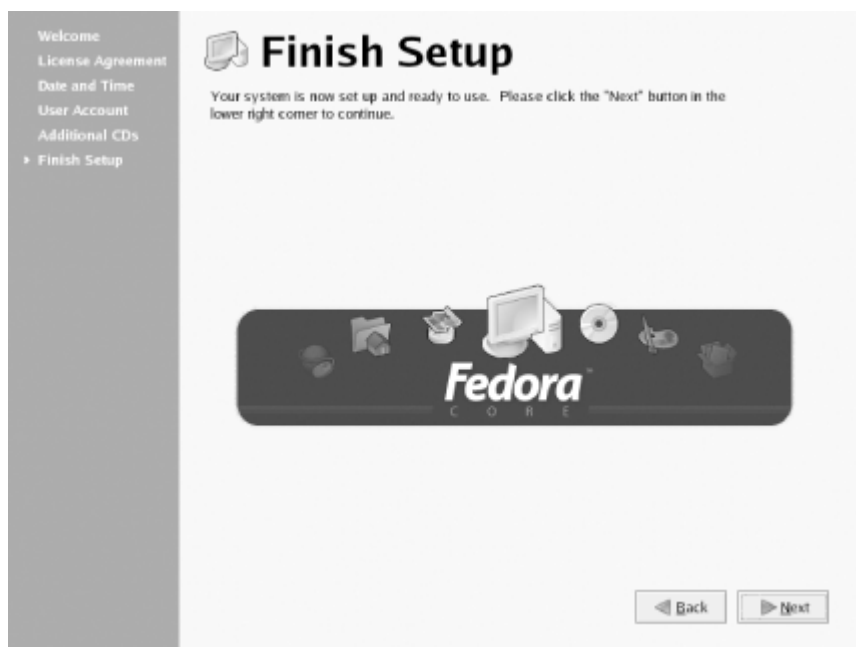 Welcome
License Agreement
Date and Time
User Account
Additional CDs
Finish Setup
Finish Setup
Your system is now set up and ready to use. Please click the "Next" button in the
lower right corner to continue.
Fedora™
CORE
Back
Next